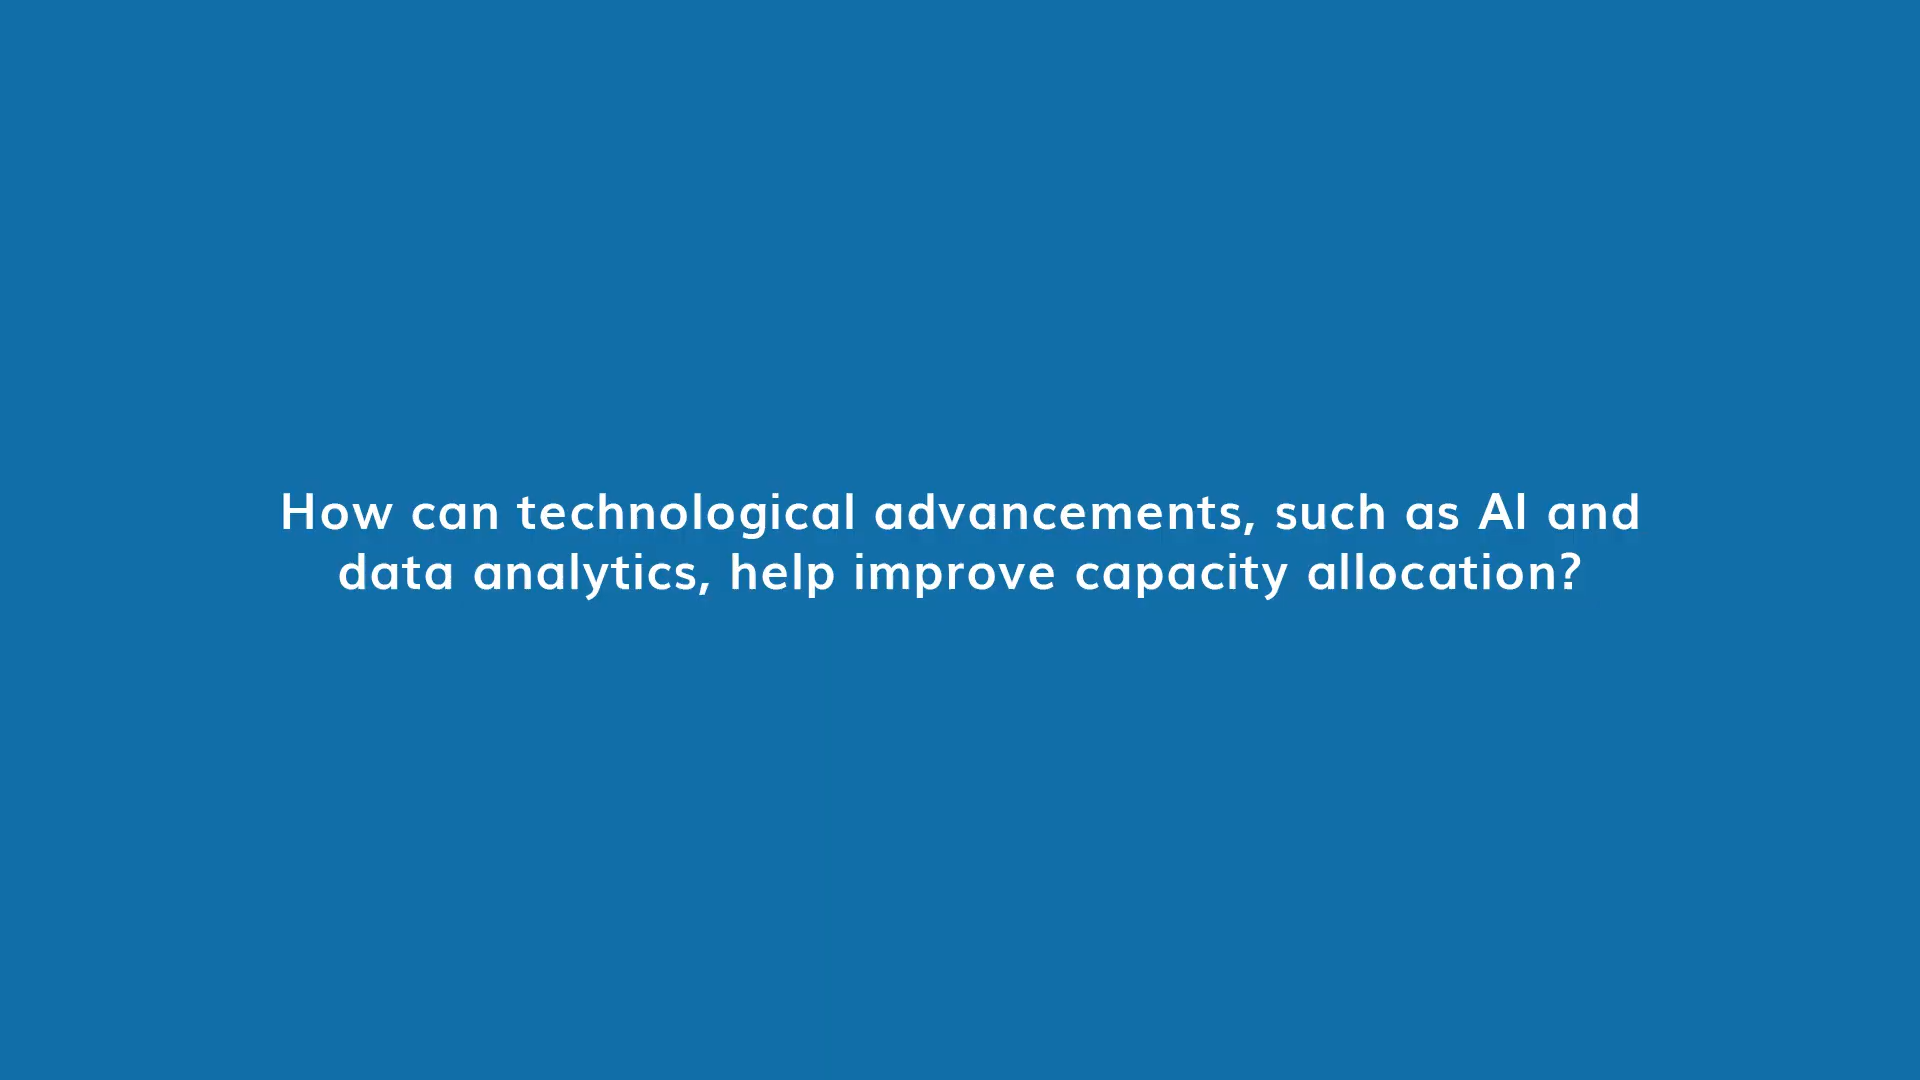 How can technological advancements, such as AI and
data analytics, help improve capacity allocation?